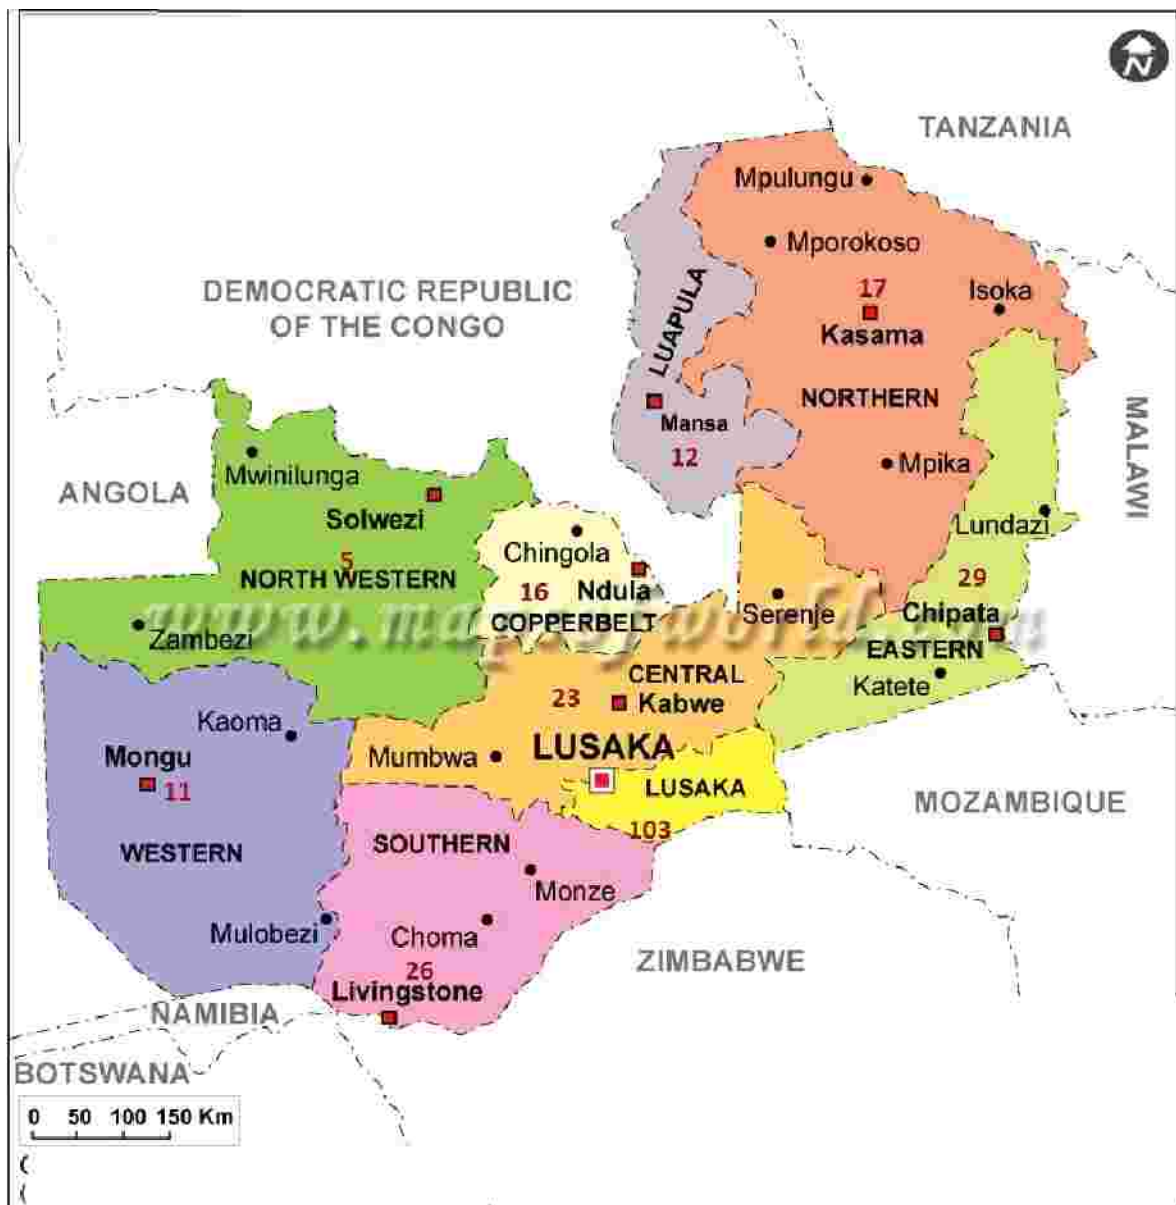 N
TANZANIA
Mpulungu
Mporokoso
DEMOCRATIC REPUBLIC
OF THE CONGO
LUAPULA
17
Isoka
Kasama
NORTHERN
MALAWI
Mansa
12
Mwinilunga
Mpika
ANGOLA
Solwezi
Lundazi
Chingola
5
NORTH WESTERN
16
Ndula
29
COPPERBELT
Serenje
Chipata
www.mapsofworld.com
Zambezi
EASTERN
CENTRAL
Katete
23
Kabwe
Kaoma
LUSAKA
Mumbwa
Mongu
11
LUSAKA
MOZAMBIQUE
103
SOUTHERN
WESTERN
Monze
Mulobezi
Choma
ZIMBABWE
26
Livingstone
NAMIBIA
BOTSWANA
0 50 100 150 Km